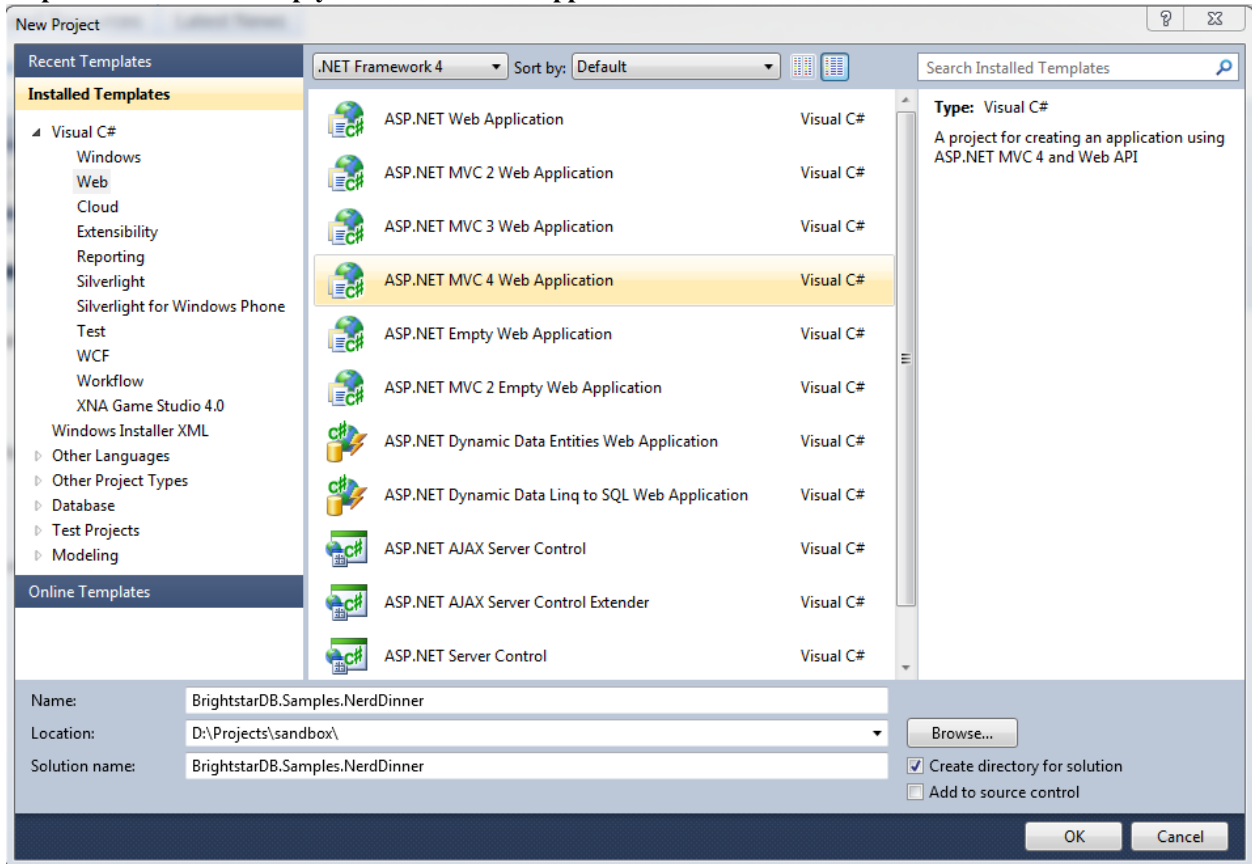 New Project
Recent Templates
Installed Templates
Visual C#
Windows
Web
Cloud
Extensibility
Reporting
Silverlight
Silverlight for Windows Phone
Test
WCF
Workflow
XNA Game Studio 4.0
Windows Installer XML
Other Languages
Other Project Types
Database
Test Projects
Modeling
Online Templates
.NET Framework 4 Sort by: Default
ASP.NET Web Application Visual C#
ASP.NET MVC 2 Web Application Visual C#
ASP.NET MVC 3 Web Application Visual C#
ASP.NET MVC 4 Web Application Visual C#
ASP.NET Empty Web Application Visual C#
ASP.NET MVC 2 Empty Web Application Visual C#
ASP.NET Dynamic Data Entities Web Application Visual C#
ASP.NET Dynamic Data Linq to SQL Web Application Visual C#
ASP.NET AJAX Server Control Visual C#
ASP.NET AJAX Server Control Extender Visual C#
ASP.NET Server Control Visual C#
Search Installed Templates
Type: Visual C#
A project for creating an application using
ASP.NET MVC 4 and Web API
Name: BrightstarDB.Samples.NerdDinner
Location: D:\Projects\sandbox\
Browse...
Solution name: BrightstarDB.Samples.NerdDinner
Create directory for solution
Add to source control
OK Cancel